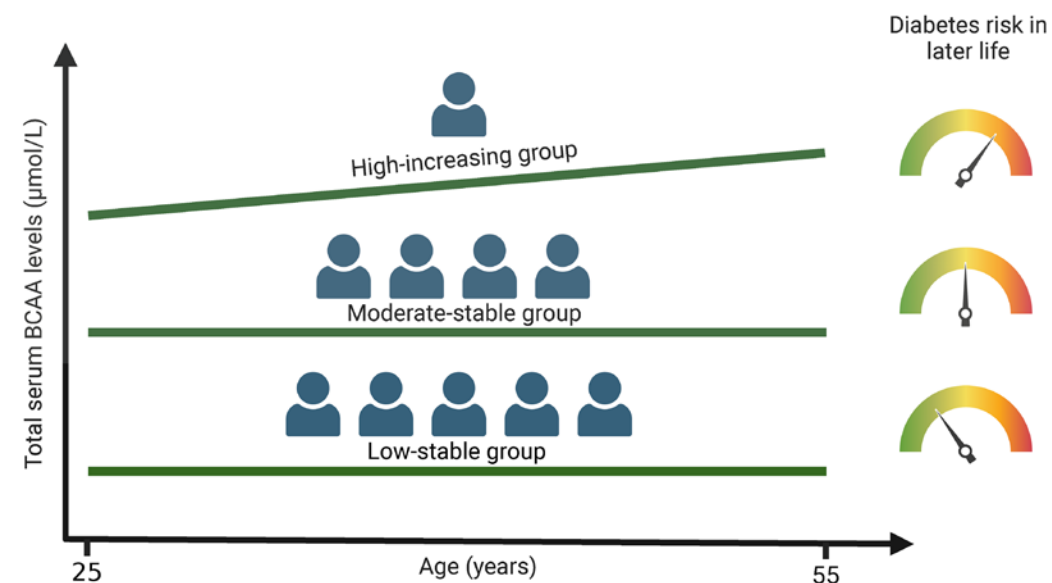 Diabetes risk in
later life
Total serum BCAA levels (µmol/L)
High-increasing group
Moderate-stable group
Low-stable group
25
Age (years)
55